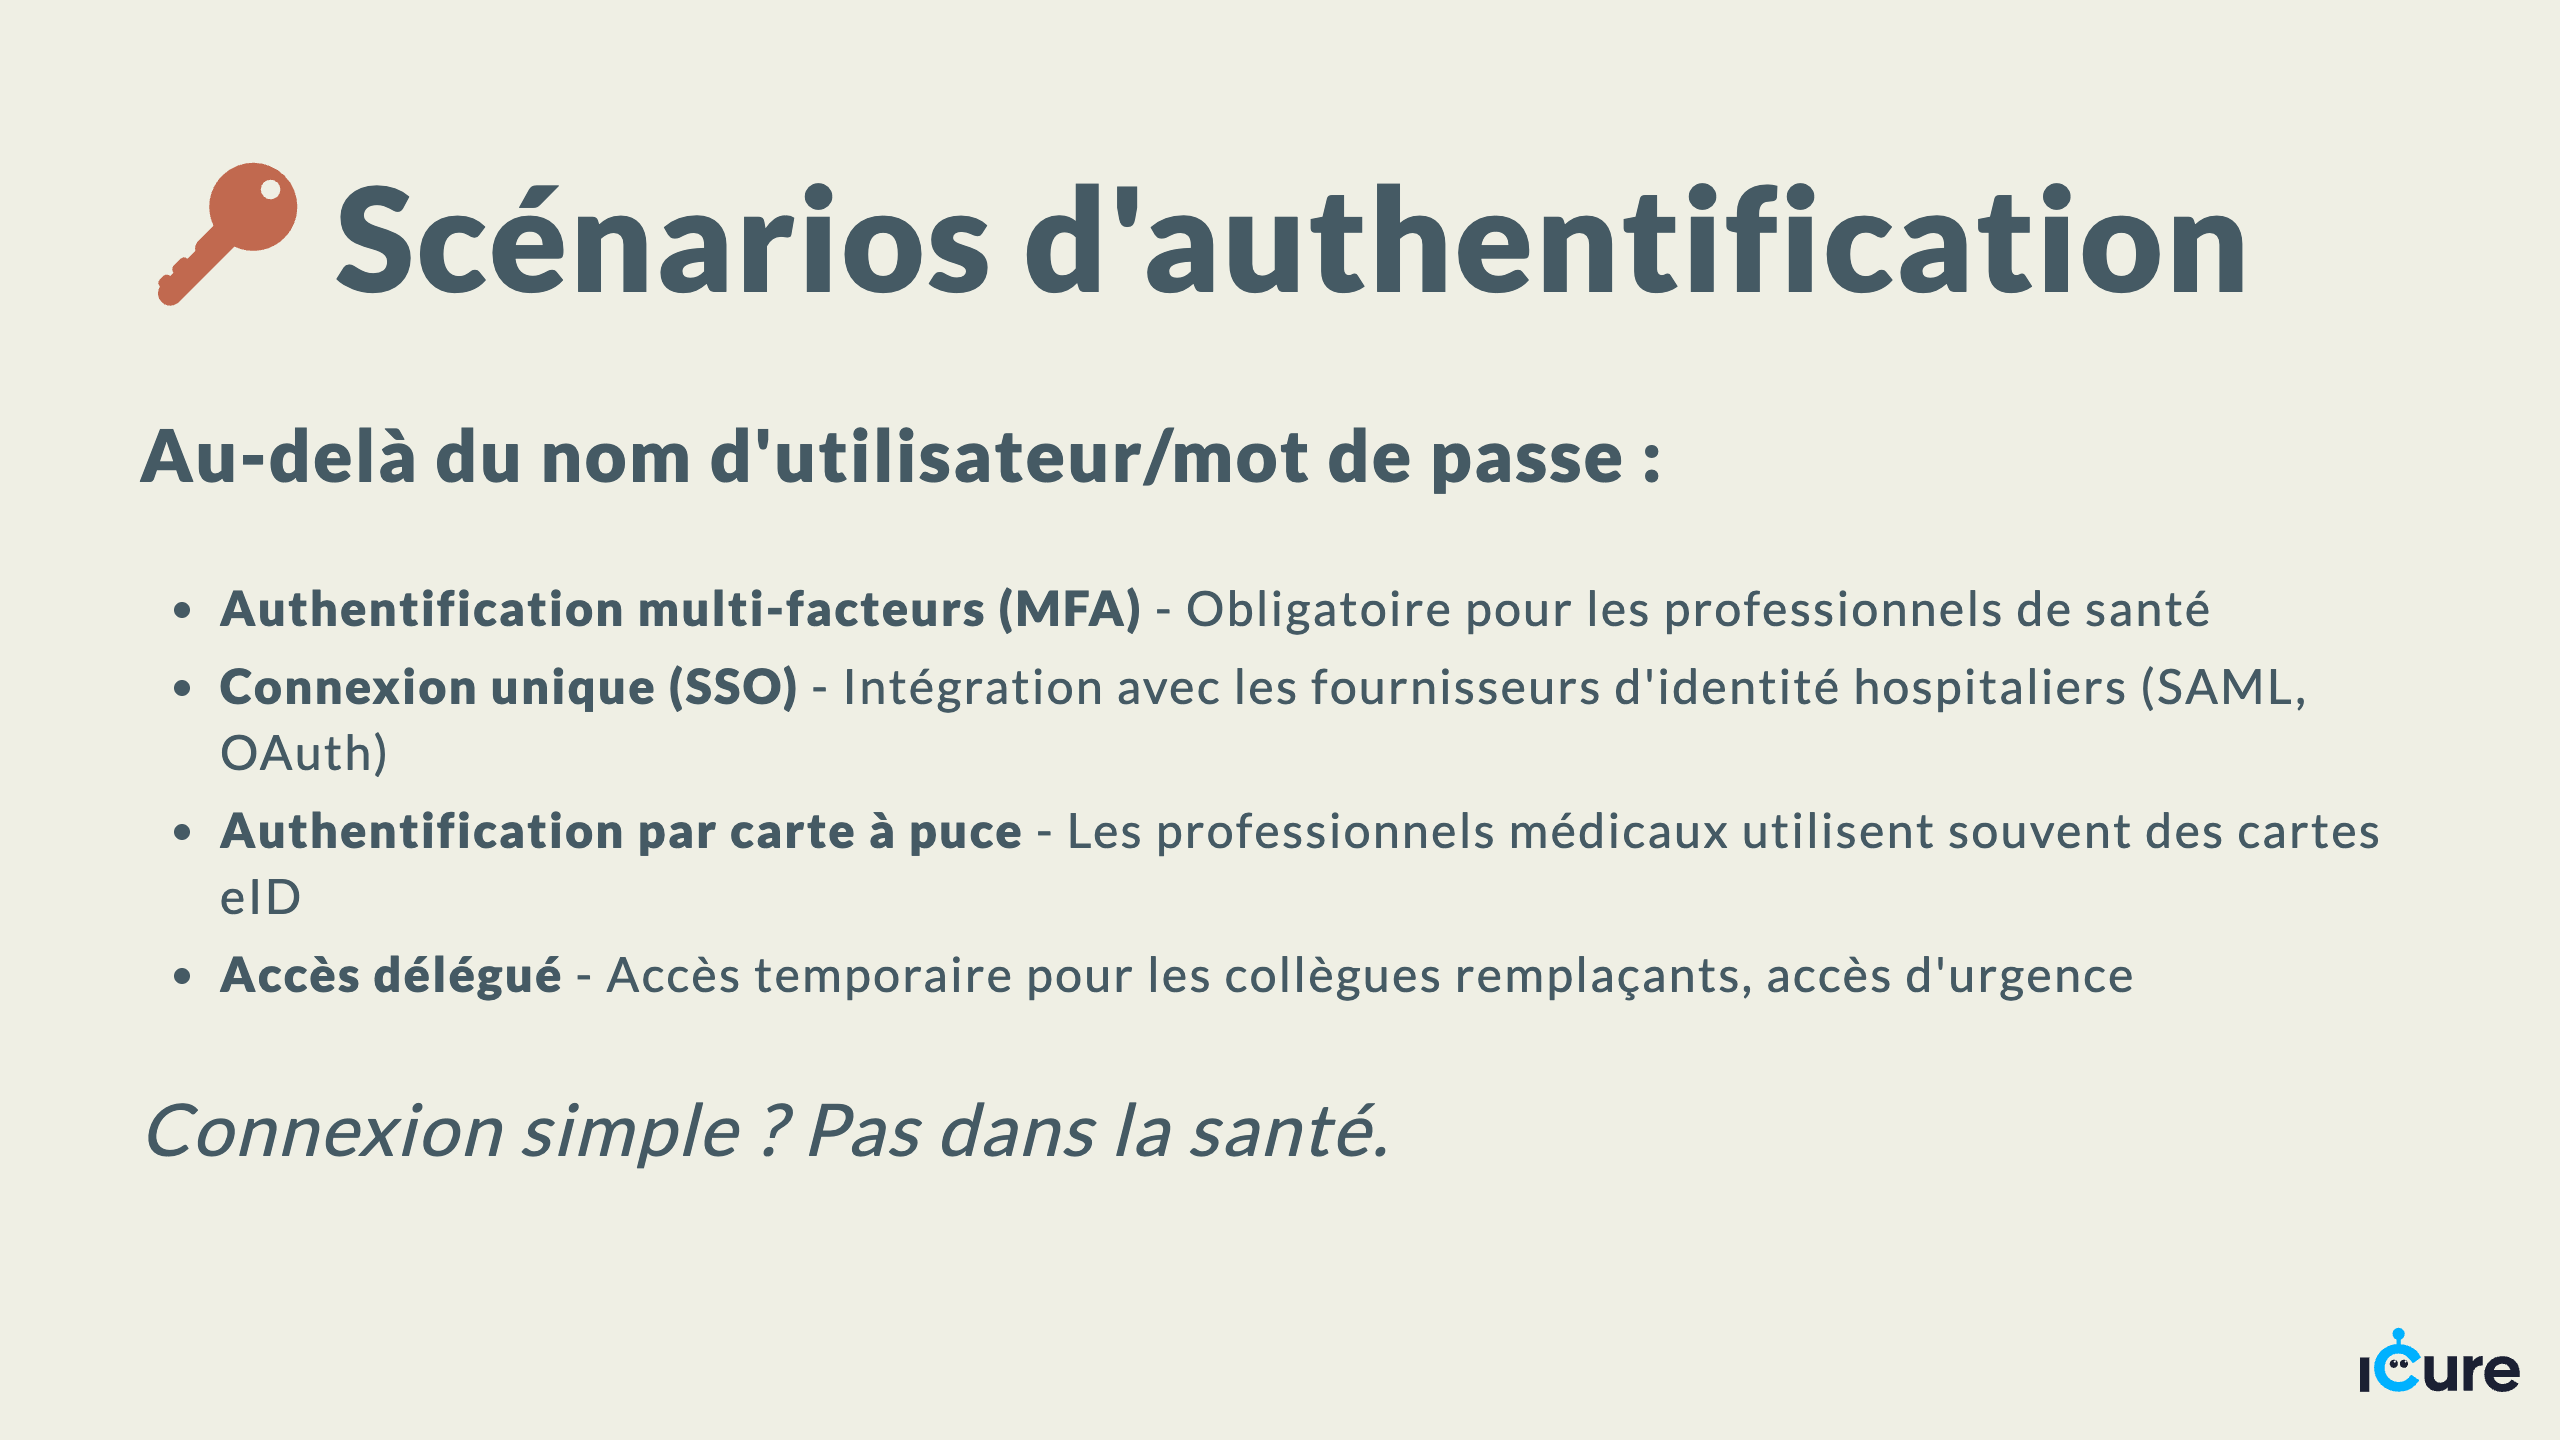 Scénarios d'authentification
Au-delà du nom d'utilisateur/mot de passe :
• Authentification multi-facteurs (MFA) - Obligatoire pour les professionnels de santé
• Connexion unique (SSO) - Intégration avec les fournisseurs d'identité hospitaliers (SAML,
OAuth)
• Authentification par carte à puce - Les professionnels médicaux utilisent souvent des cartes
eID
• Accès délégué - Accès temporaire pour les collègues remplaçants, accès d'urgence
Connexion simple ? Pas dans la santé.
iCure